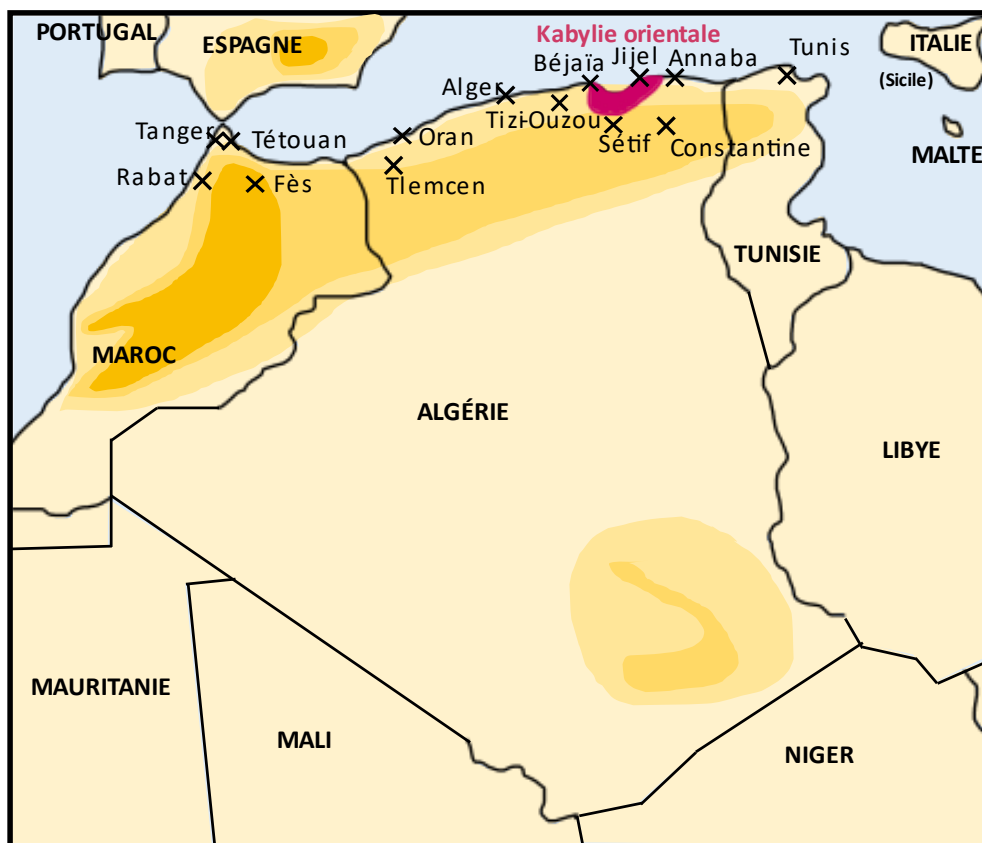 PORTUGAL
ESPAGNE
Kabylie orientale
ITALIE
(Sicile)
Béjaïa
Jijel
Annaba
Tunis
Alger
Tizi-Ouzou
Sétif
Constantine
MALTE
Tanger
Tétouan
Oran
Rabat
Fès
Tlemcen
TUNISIE
MAROC
ALGÉRIE
LIBYE
MAURITANIE
MALI
NIGER